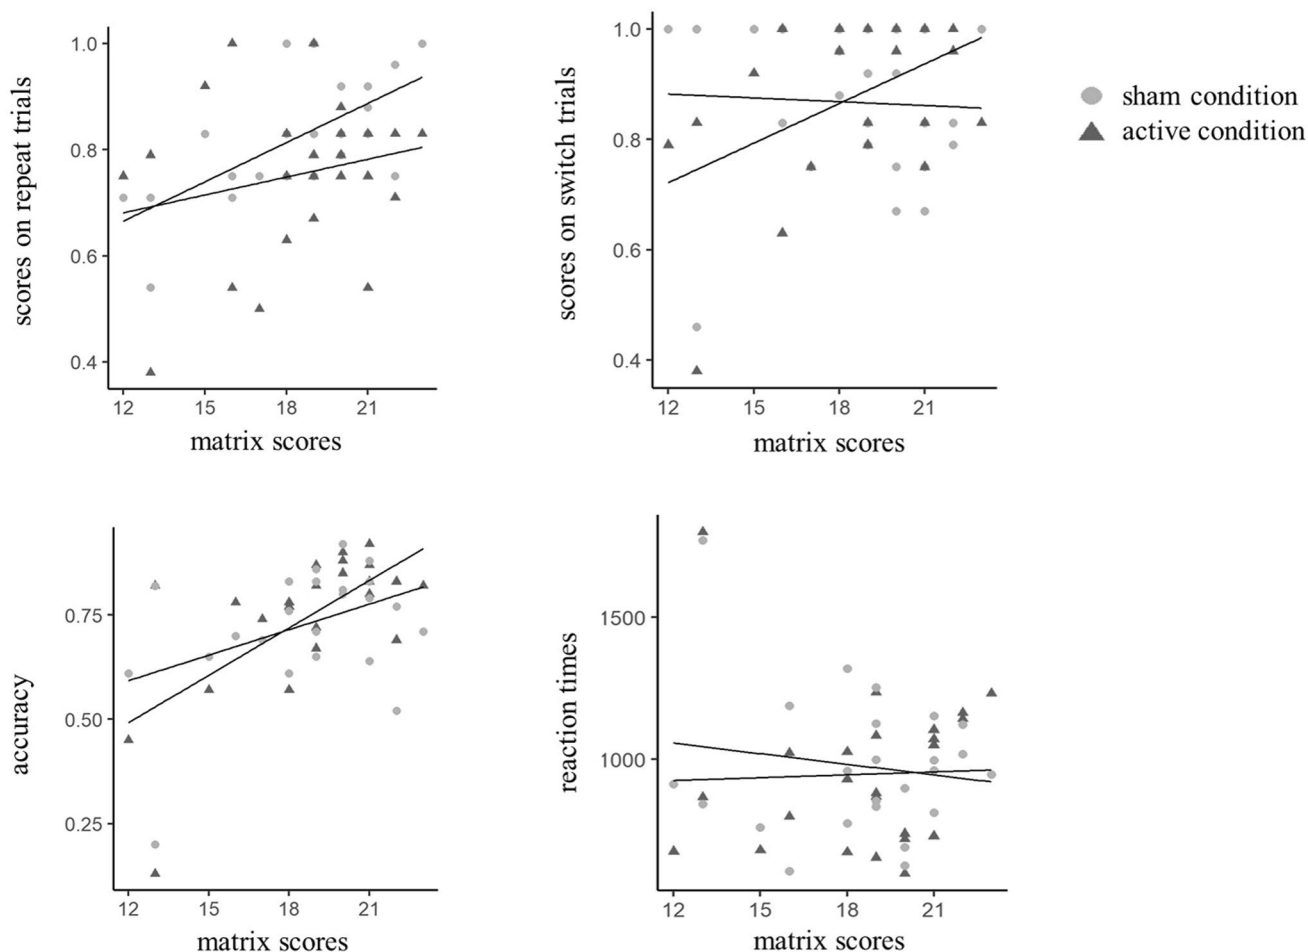 scores on repeat trials
1.0
0.8
0.6
0.4
12 15 18 21
matrix scores
scores on switch trials
1.0
0.8
0.6
0.4
12 15 18 21
matrix scores
sham condition
active condition
accuracy
0.75
0.50
0.25
12 15 18 21
matrix scores
reaction times
1500
1000
12 15 18 21
matrix scores